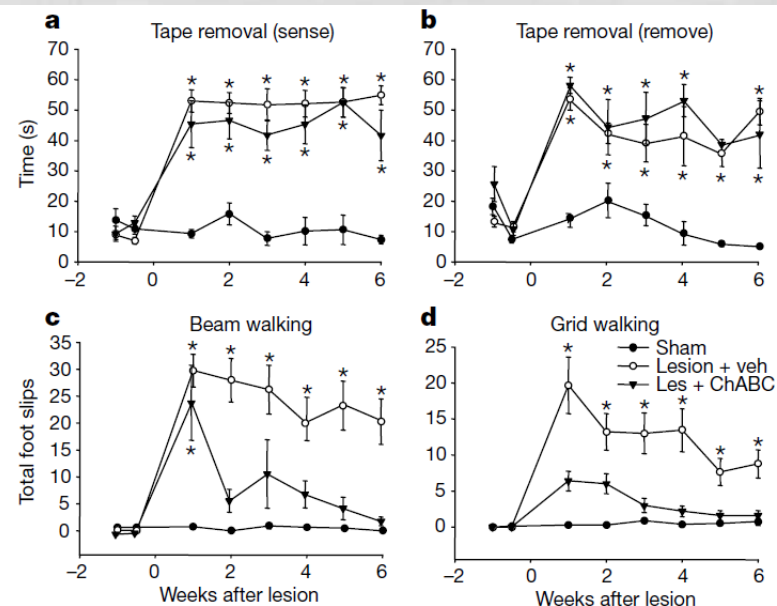 a
Tape removal (sense)
70
60
50
40
30
20
10
0
Time (s)
* * * * * *
* * * * *
−2 0 2 4 6
b
Tape removal (remove)
70
60
50
40
30
20
10
0
* * * * *
* * * * * *
−2 0 2 4 6
c
Beam walking
35
30
25
20
15
10
5
0
Total foot slips
* * * * * *
*
−2 0 2 4 6
Weeks after lesion
d
Grid walking
Sham
Lesion + veh
Les + ChABC
25
20
15
10
5
0
* * * * * *
−2 0 2 4 6
Weeks after lesion